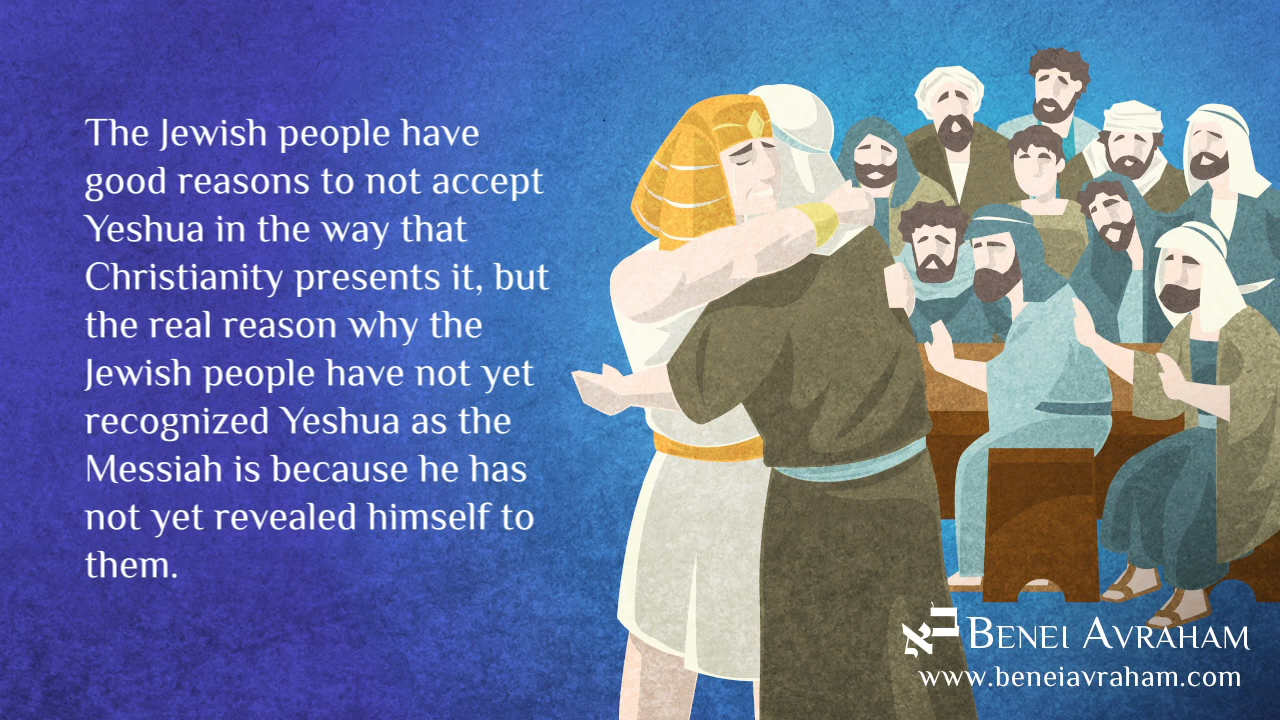 The Jewish people have
good reasons to not accept
Yeshua in the way that
Christianity presents it, but
the real reason why the
Jewish people have not yet
recognized Yeshua as the
Messiah is because he has
not yet revealed himself to
them.
בא Benei Avraham
www.beneiavraham.com